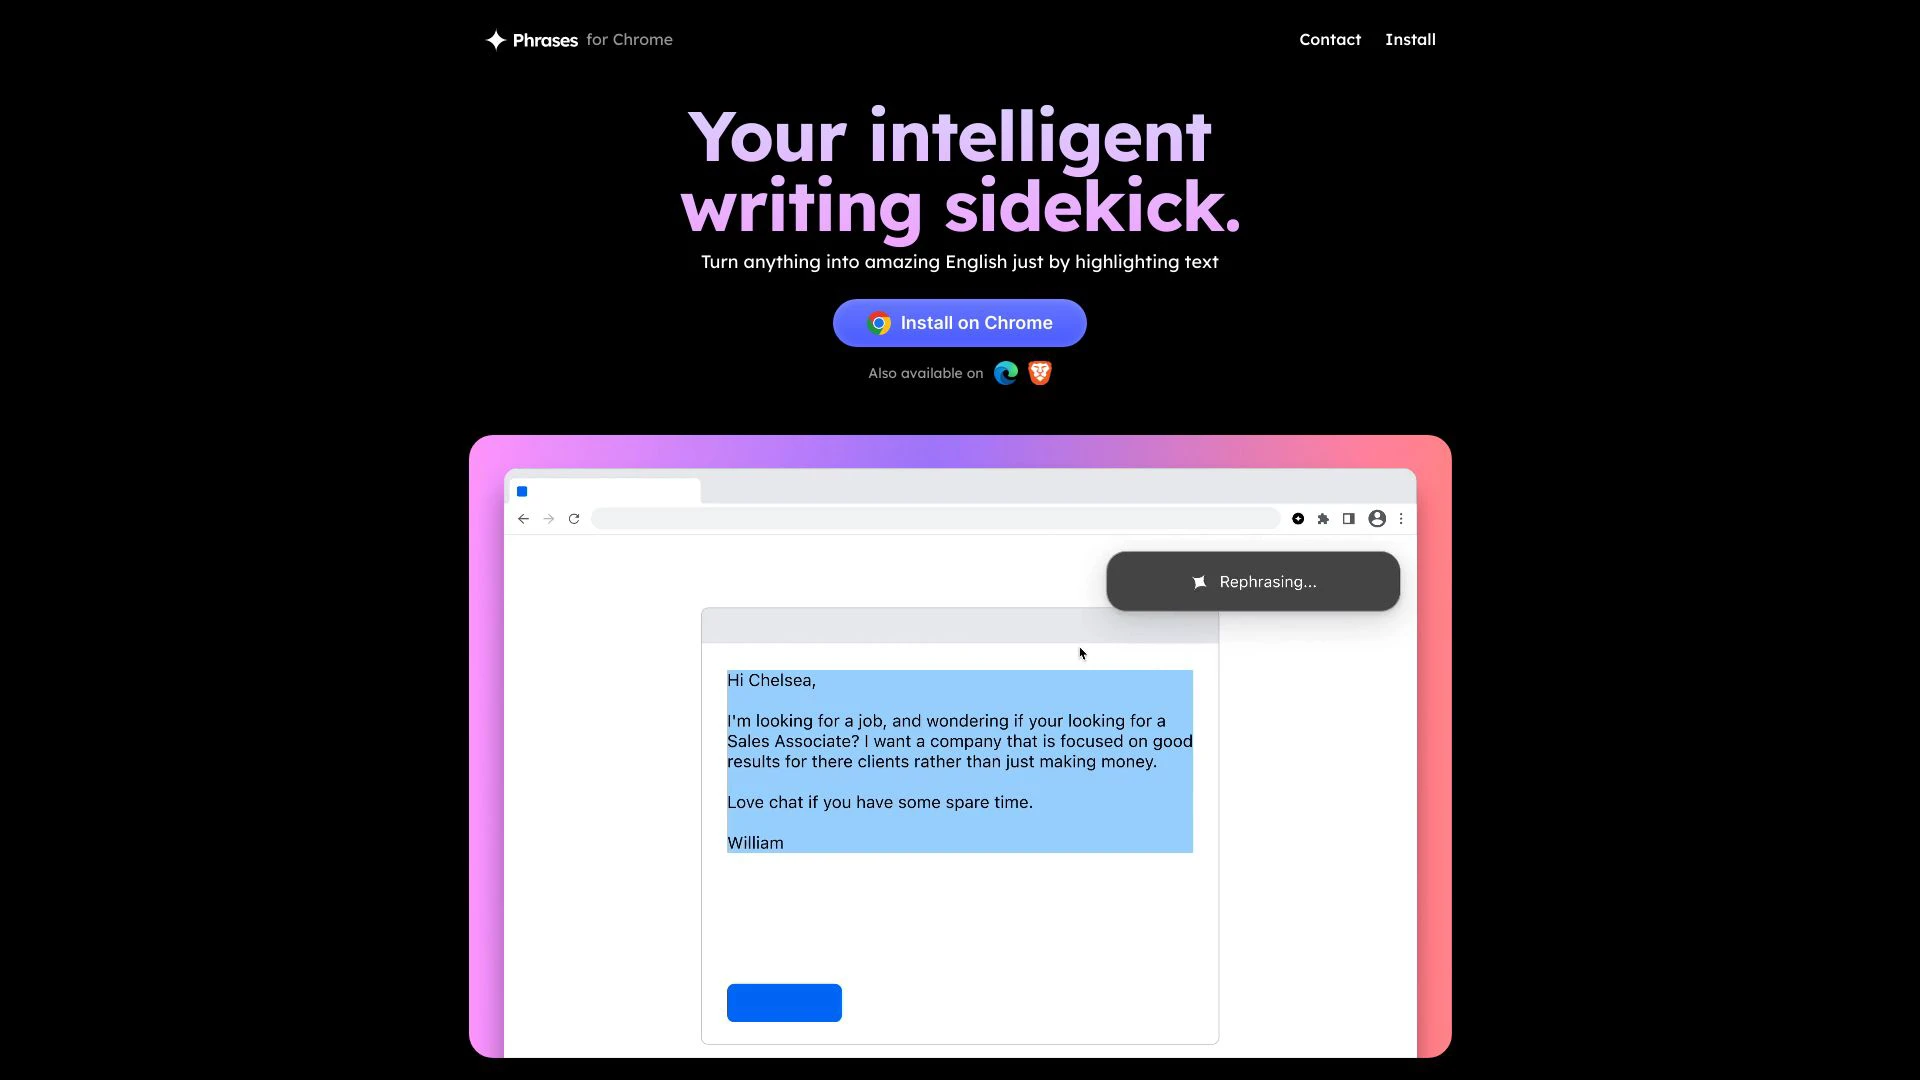 Phrases for Chrome
Contact
Install
Your intelligent
writing sidekick.
Turn anything into amazing English just by highlighting text
Install on Chrome
Also available on
Rephrasing...
Hi Chelsea,
I'm looking for a job, and wondering if your looking for a
Sales Associate? I want a company that is focused on good
results for there clients rather than just making money.
Love chat if you have some spare time.
William